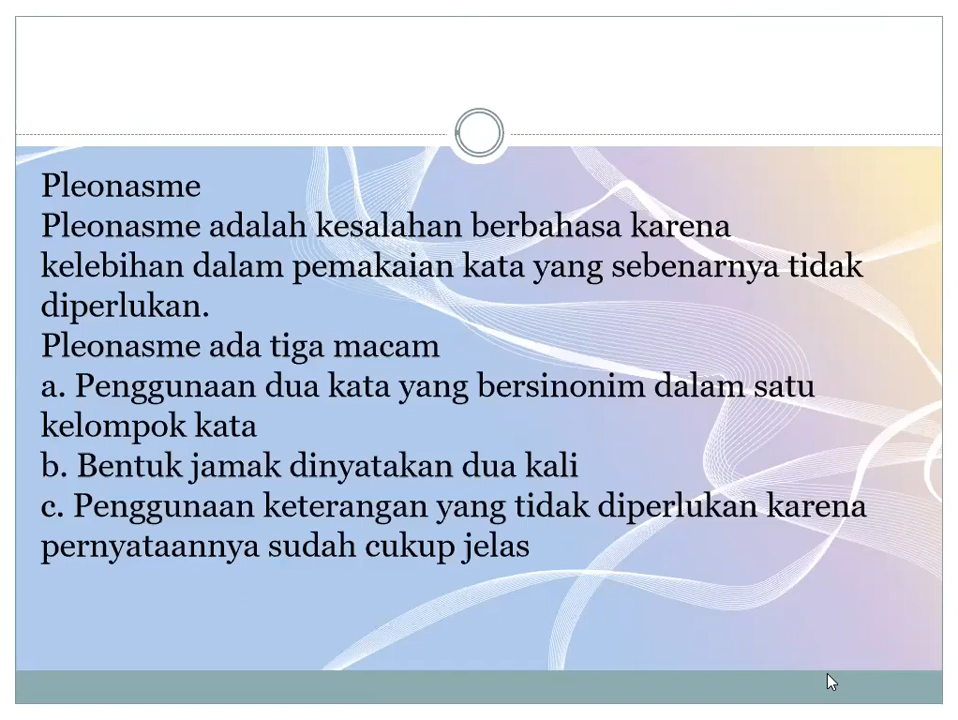 Pleonasme
Pleonasme adalah kesalahan berbahasa karena
kelebihan dalam pemakaian kata yang sebenarnya tidak
diperlukan.
Pleonasme ada tiga macam
a. Penggunaan dua kata yang bersinonim dalam satu
kelompok kata
b. Bentuk jamak dinyatakan dua kali
c. Penggunaan keterangan yang tidak diperlukan karena
pernyataannya sudah cukup jelas